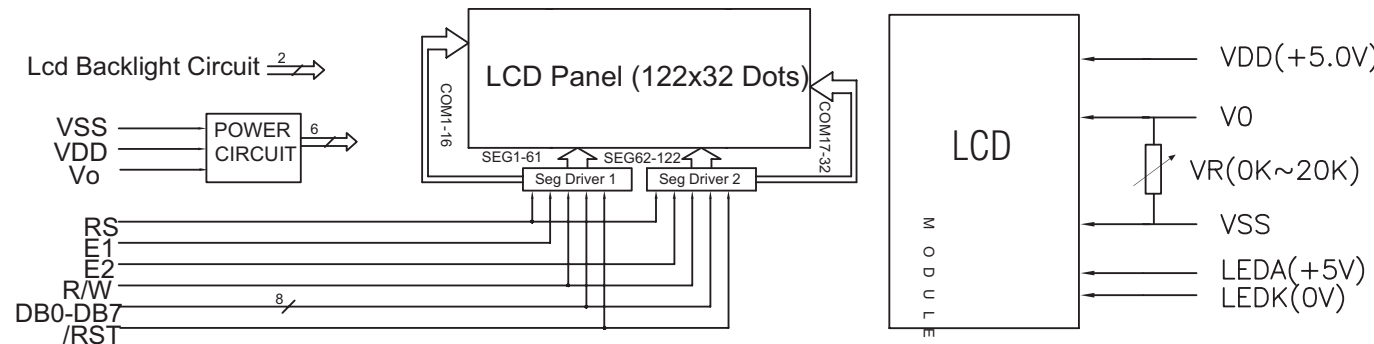 Lcd Backlight Circuit
2
VSS
VDD
Vo
POWER
CIRCUIT
6
LCD Panel (122x32 Dots)
COM1-16
COM17-32
SEG1-61
SEG62-122
Seg Driver 1
Seg Driver 2
RS
E1
E2
R/W
DB0-DB7
8
/RST
LCD
MODULE
VDD(+5.0V)
V0
VR(0K~20K)
VSS
LEDA(+5V)
LEDK(0V)